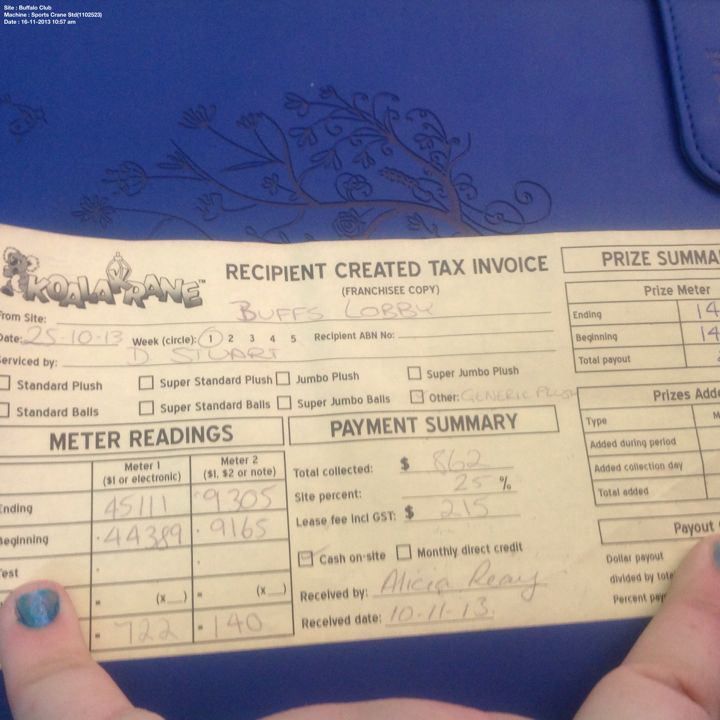 Site : Buffalo Club
Machine : Sports Crane Std(1102523)
Date : 16-11-2013 10:57 am
KOALA KRANE™
RECIPIENT CREATED TAX INVOICE
(FRANCHISEE COPY)
From Site: BUFFS LOBBY
Date: 25-10-13 Week (circle): 1 2 3 4 5 Recipient ABN No:
Serviced by: D STUART
Standard Plush Super Standard Plush Jumbo Plush Super Jumbo Plush
Standard Balls Super Standard Balls Super Jumbo Balls Other: GENERIC PLUSH
METER READINGS
Meter 1 Meter 2
($1 or electronic) ($1, $2 or note)
Ending 45111 9305
Beginning 44389 9165
Test
= (x__) = (x__)
= 722 = 140
PAYMENT SUMMARY
Total collected: $ 862
Site percent: 25 %
Lease fee incl GST: $ 215
Cash on-site Monthly direct credit
Received by: Alicia Reay
Received date: 10-11-13
PRIZE SUMMA
Prize Meter
Ending 14
Beginning 14
Total payout
Prizes Adde
Type
Added during period
Added collection day
Total added
Payout
Dollar payout
divided by tota
Percent pay